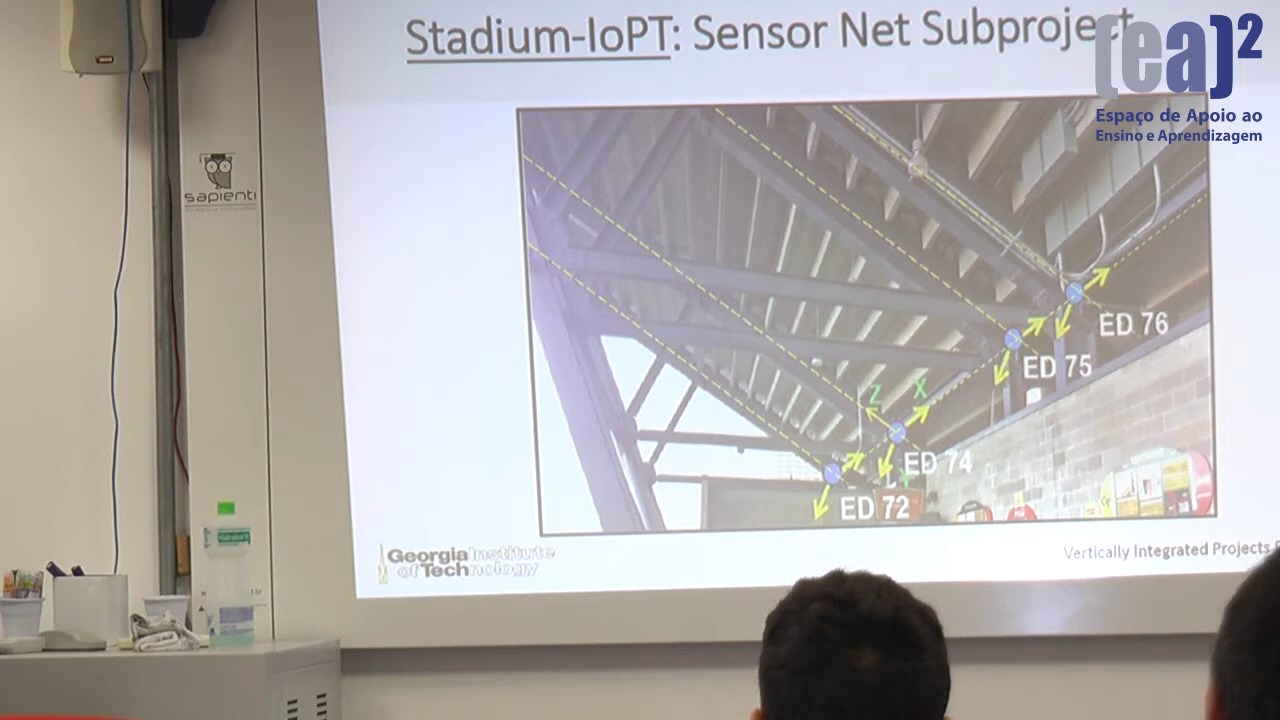 Stadium-IoPT: Sensor Net Subproject
(ea)²
Espaço de Apoio ao
Ensino e Aprendizagem
sapienti
ED 76
ED 75
Z X
ED 74
ED 72
Georgia Institute
of Technology
Vertically Integrated Projects